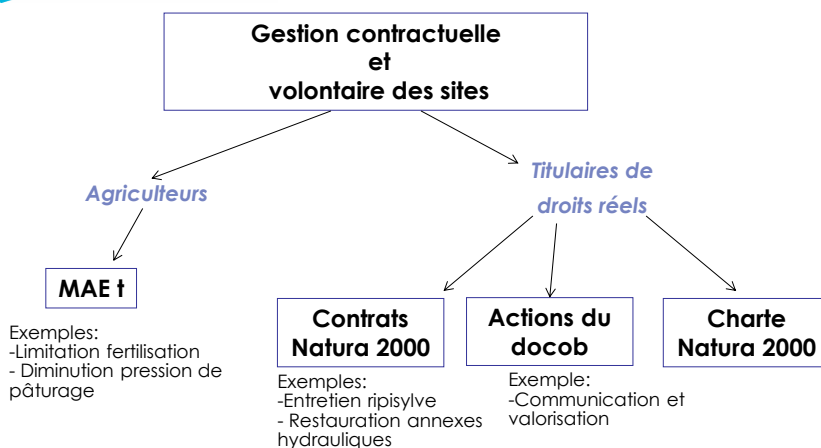 Gestion contractuelle
et
volontaire des sites
Agriculteurs
Titulaires de
droits réels
MAE t
Exemples:
-Limitation fertilisation
- Diminution pression de
pâturage
Contrats
Natura 2000
Exemples:
-Entretien ripisylve
- Restauration annexes
hydrauliques
Actions du
docob
Exemple:
-Communication et
valorisation
Charte
Natura 2000